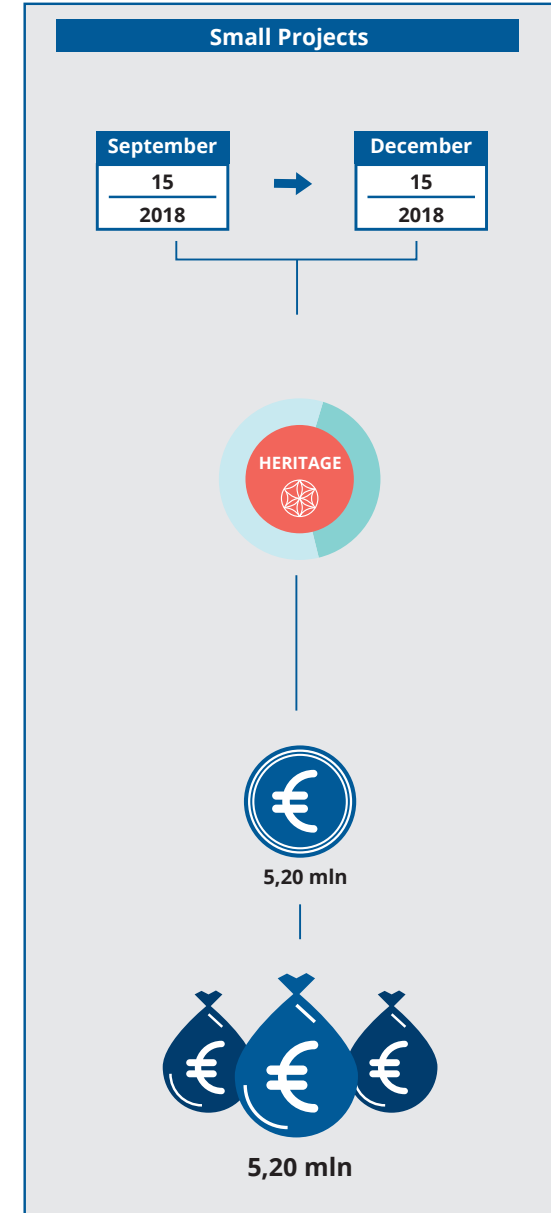 Small Projects
September
15
2018
December
15
2018
HERITAGE
€
5,20 mln
€
€
€
5,20 mln